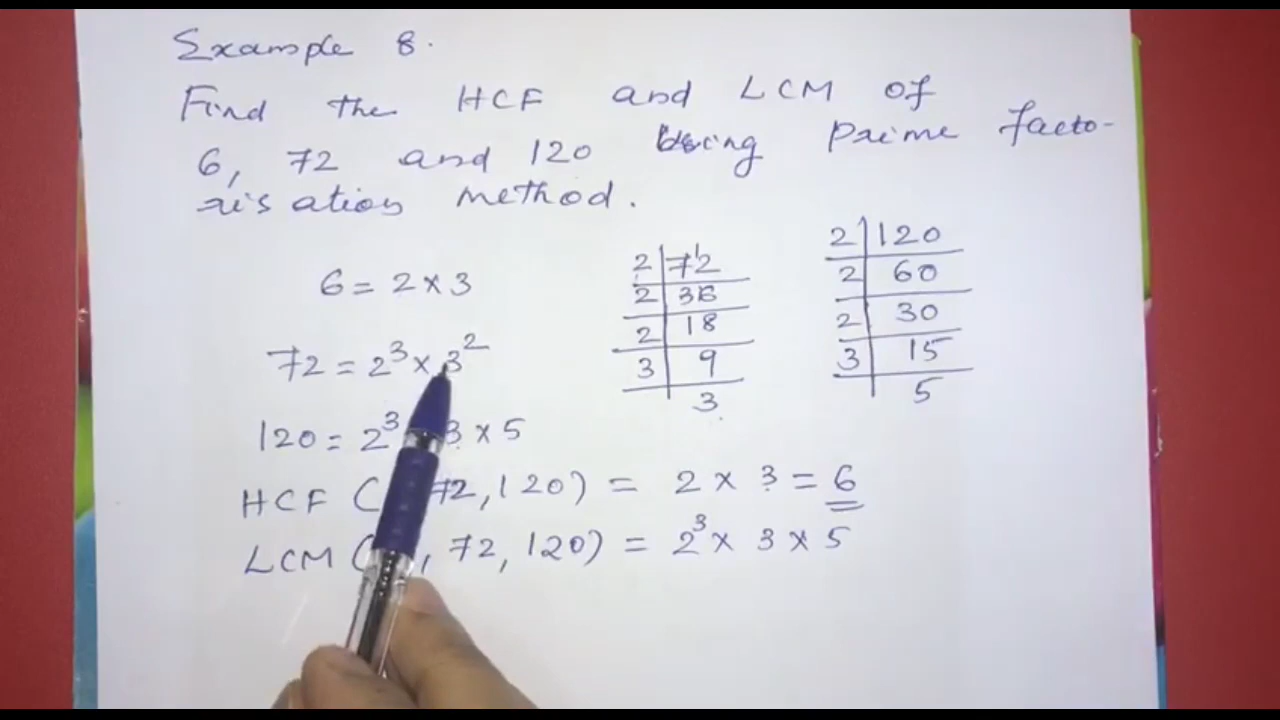 Example 8.
Find the HCF and LCM of
6, 72 and 120 using prime facto-
risation method.
6 = 2 × 3
72 = 2³ × 3²
120 = 2³ 3 × 5
HCF ( 72, 120) = 2 × 3 = 6
LCM ( , 72, 120) = 2³ × 3 × 5
2 72
2 36
2 18
3 9
3
2 120
2 60
2 30
3 15
5